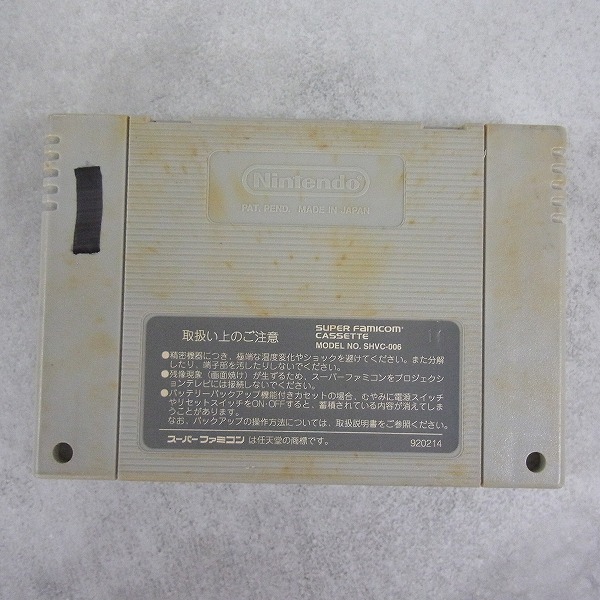 Nintendo
PAT. PEND. MADE IN JAPAN
取扱い上のご注意
SUPER Famicom
CASSETTE
MODEL NO. SHVC-006
●精密機器につき、極端な温度変化やショックを避けてください。また分解
したり、端子部を汚したりしないでください。
●残像現象（画面焼け）が生ずるため、スーパーファミコンをプロジェクシ
ョンテレビには接続しないでください。
●バッテリーバックアップ機能付きカセットの場合、むやみに電源スイッチ
やリセットスイッチをON・OFFすると、蓄積されている内容が消えてしま
うことがあります。
なお、バックアップの操作方法については、取扱説明書をご参照ください。
スーパーファミコン は任天堂の商標です。
920214